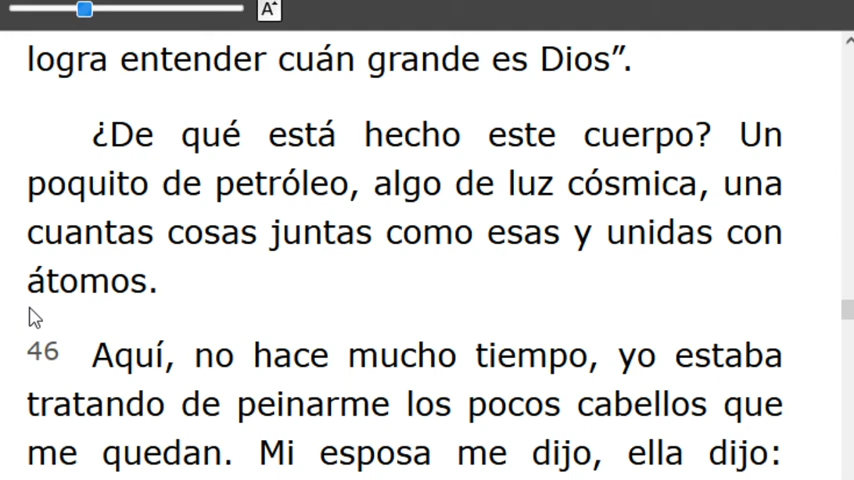 A
logra entender cuán grande es Dios”.
¿De qué está hecho este cuerpo? Un
poquito de petróleo, algo de luz cósmica, una
cuantas cosas juntas como esas y unidas con
átomos.
46 Aquí, no hace mucho tiempo, yo estaba
tratando de peinarme los pocos cabellos que
me quedan. Mi esposa me dijo, ella dijo: